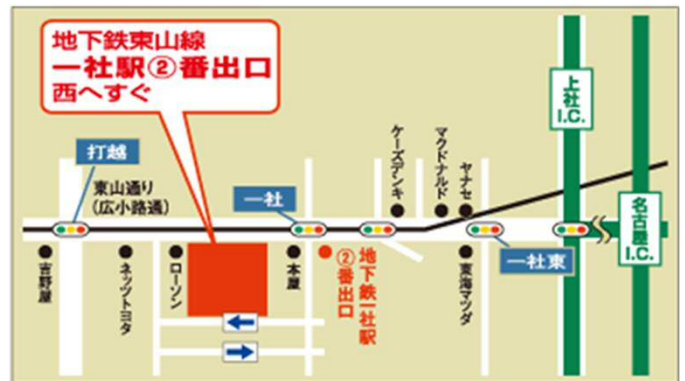 地下鉄東山線
一社駅②番出口
西へすぐ
上社
I.C.
打越
東山通り
(広小路通)
一社
ケーズデンキ
マクドナルド
ヤナセ
名古屋
I.C.
一社東
吉野屋
ネッツトヨタ
ローソン
本屋
地下鉄一社駅
②番出口
東海マツダ